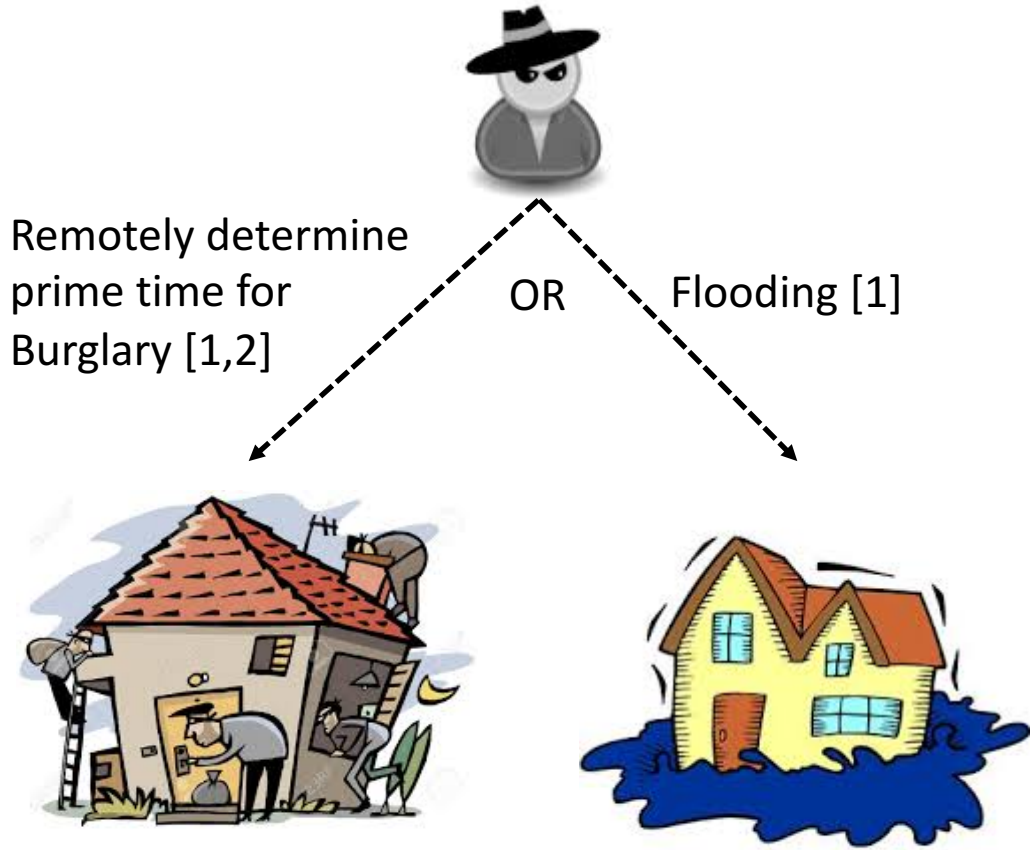 Remotely determine
prime time for
Burglary [1,2]
OR
Flooding [1]